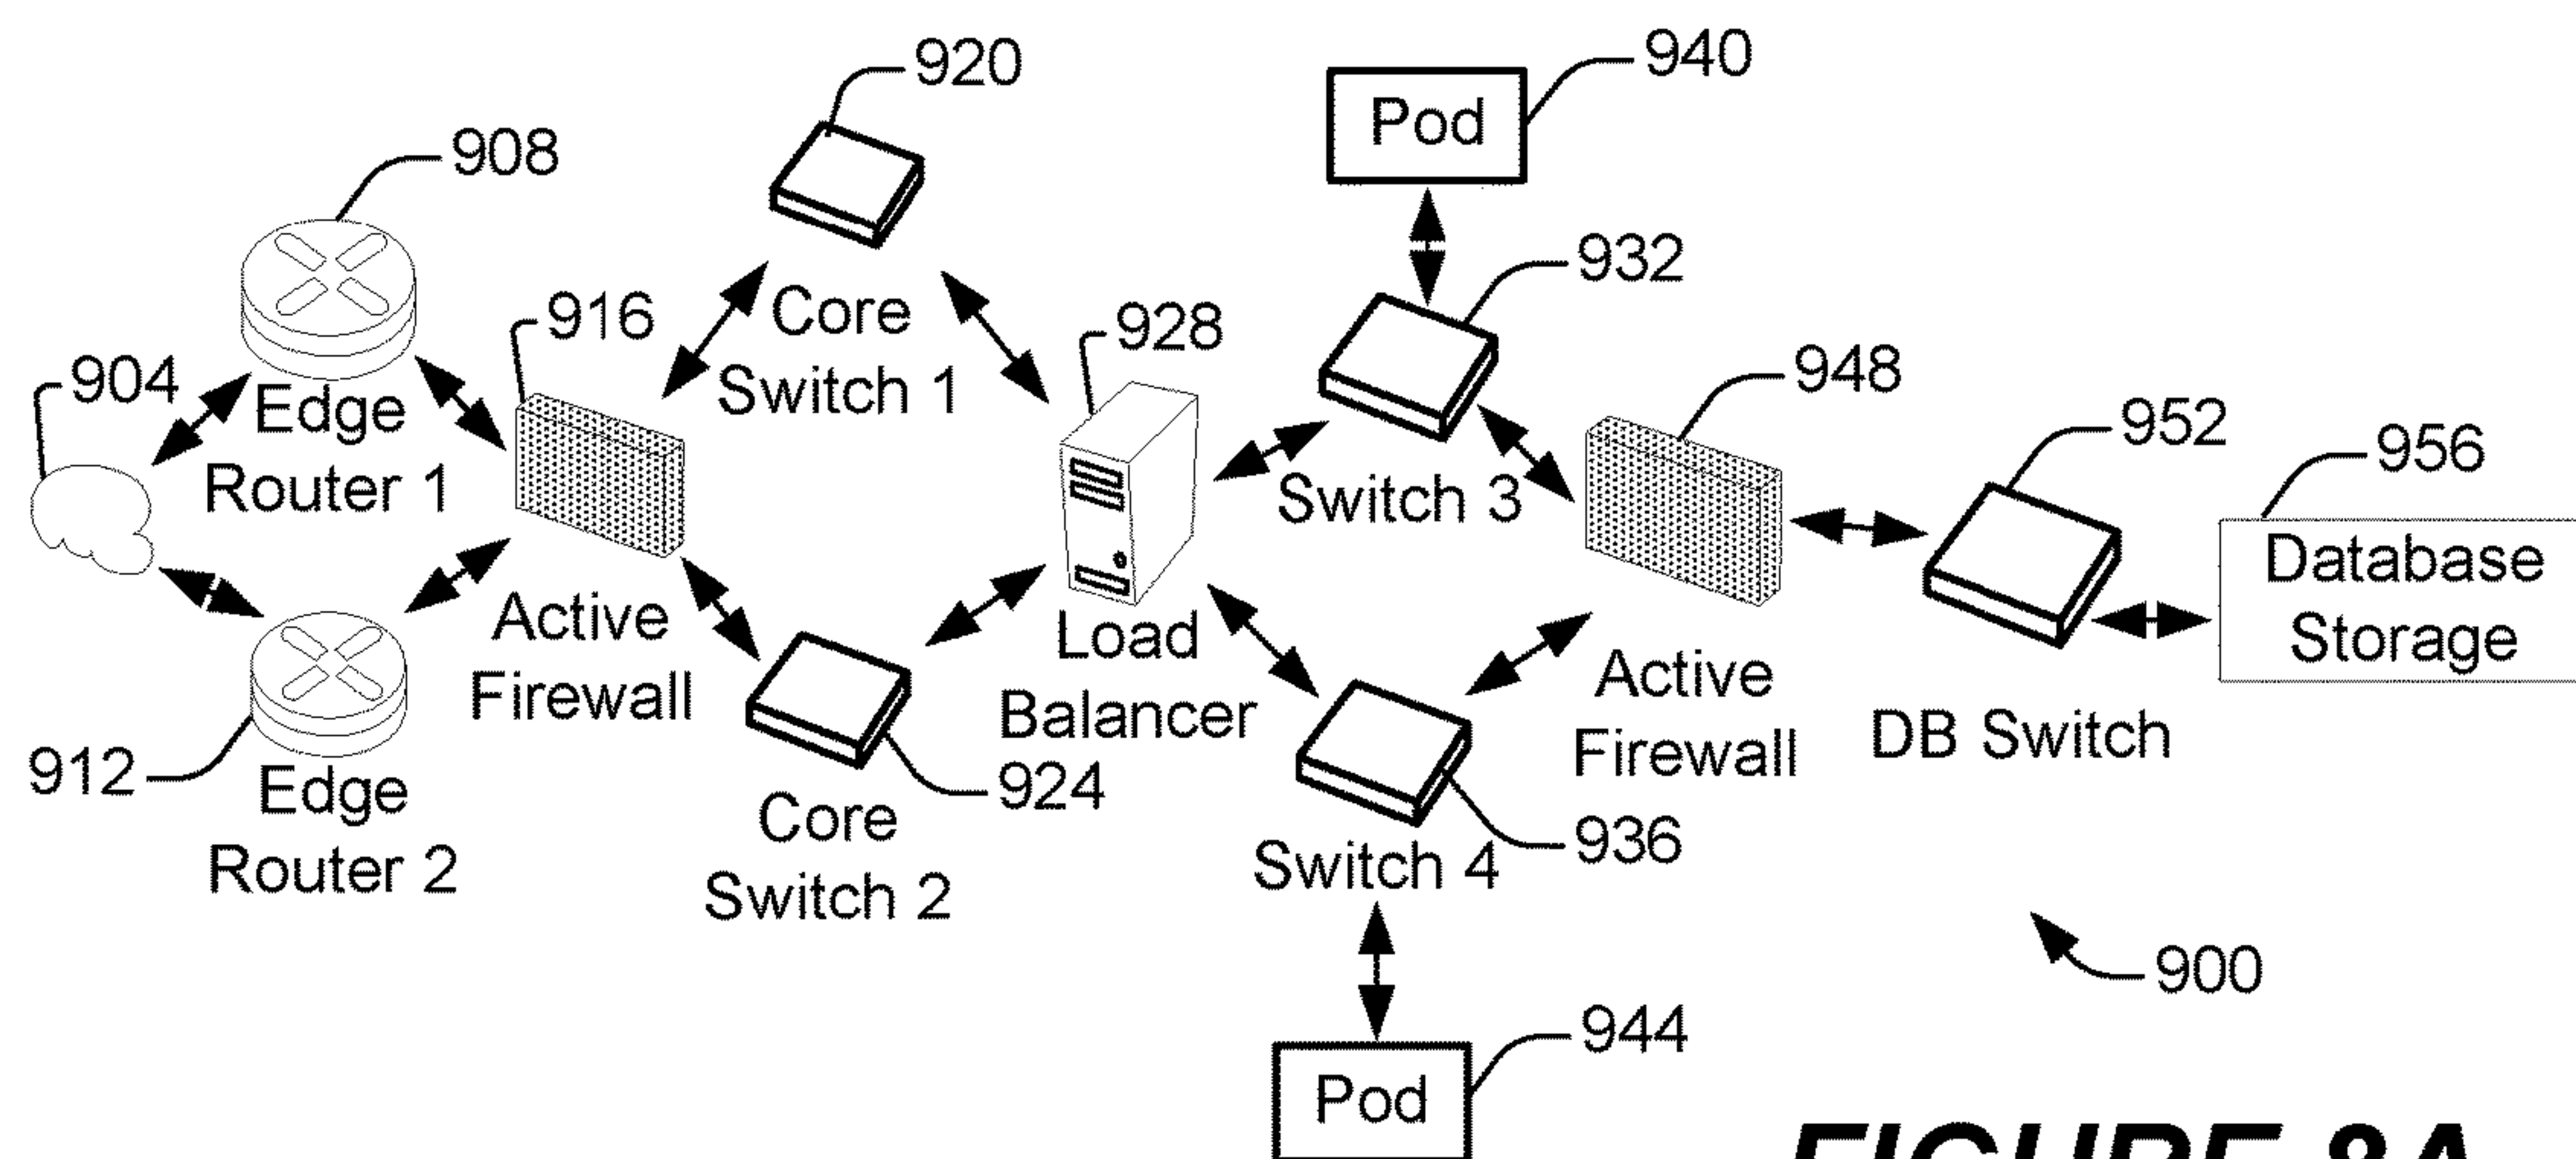 920
940
Pod
908
932
Core
Switch 1
916
928
948
904
Edge
Router 1
952
956
Switch 3
Database
Storage
Active
Firewall
Load
Balancer
Active
Firewall
DB Switch
912
Edge
Router 2
924
Core
Switch 2
936
Switch 4
900
944
Pod
FIGURE 8A